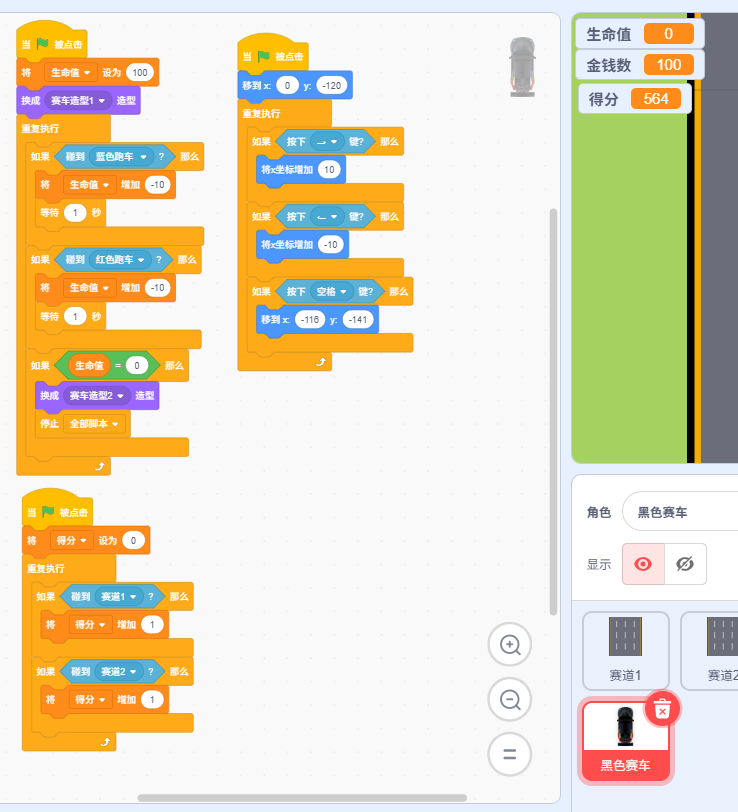 当 被点击
将 生命值 设为 100
换成 赛车造型1 造型
重复执行
如果 碰到 蓝色跑车 ? 那么
将 生命值 增加 -10
等待 1 秒
如果 碰到 红色跑车 ? 那么
将 生命值 增加 -10
等待 1 秒
如果 生命值 = 0 那么
换成 赛车造型2 造型
停止 全部脚本
当 被点击
将 得分 设为 0
重复执行
如果 碰到 赛道1 ? 那么
将 得分 增加 1
如果 碰到 赛道2 ? 那么
将 得分 增加 1
当 被点击
移到 x: 0 y: -120
重复执行
如果 按下 → 键? 那么
将x坐标增加 10
如果 按下 ← 键? 那么
将x坐标增加 -10
如果 按下 空格 键? 那么
移到 x: -116 y: -141
生命值 0
金钱数 100
得分 564
角色 黑色赛车
显示
赛道1
赛道2
黑色赛车